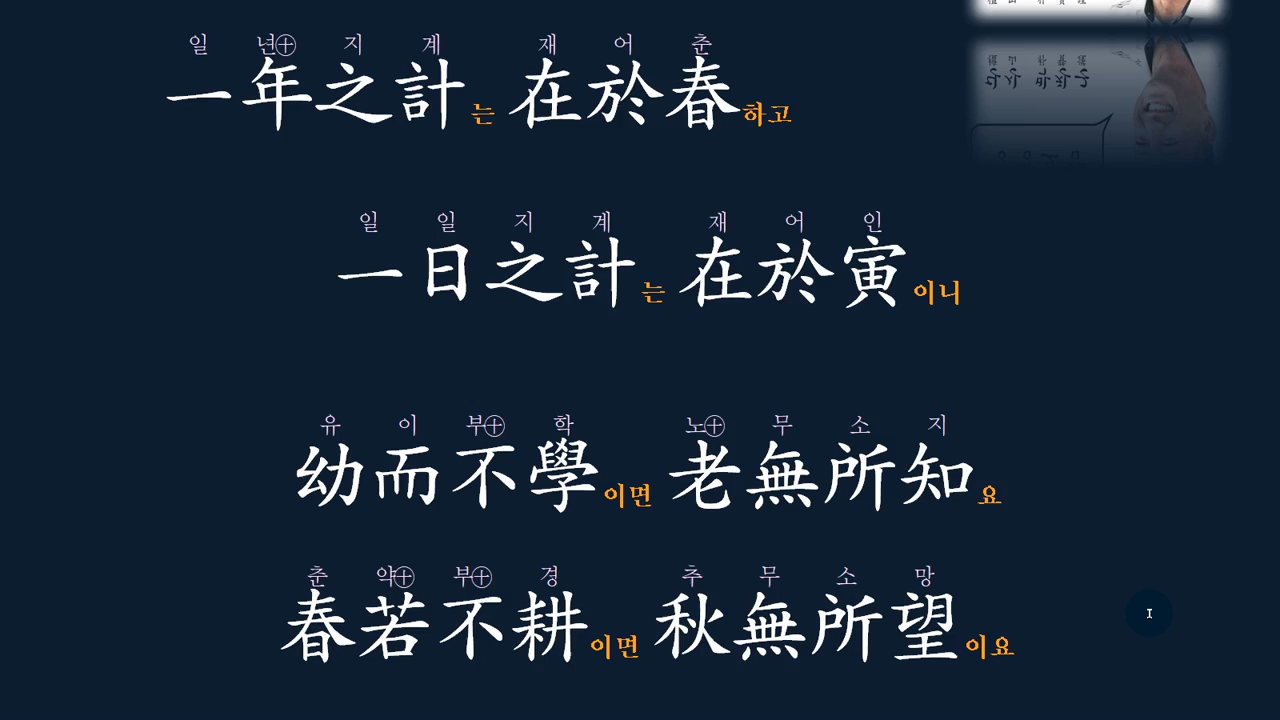 일 년㊉ 지 계 재 어 춘
一年之計는 在於春하고
일 일 지 계 재 어 인
一日之計는 在於寅이니
유 이 부㊉ 학 노㊉ 무 소 지
幼而不學이면 老無所知요
춘 약㊉ 부㊉ 경 추 무 소 망
春若不耕이면 秋無所望이요